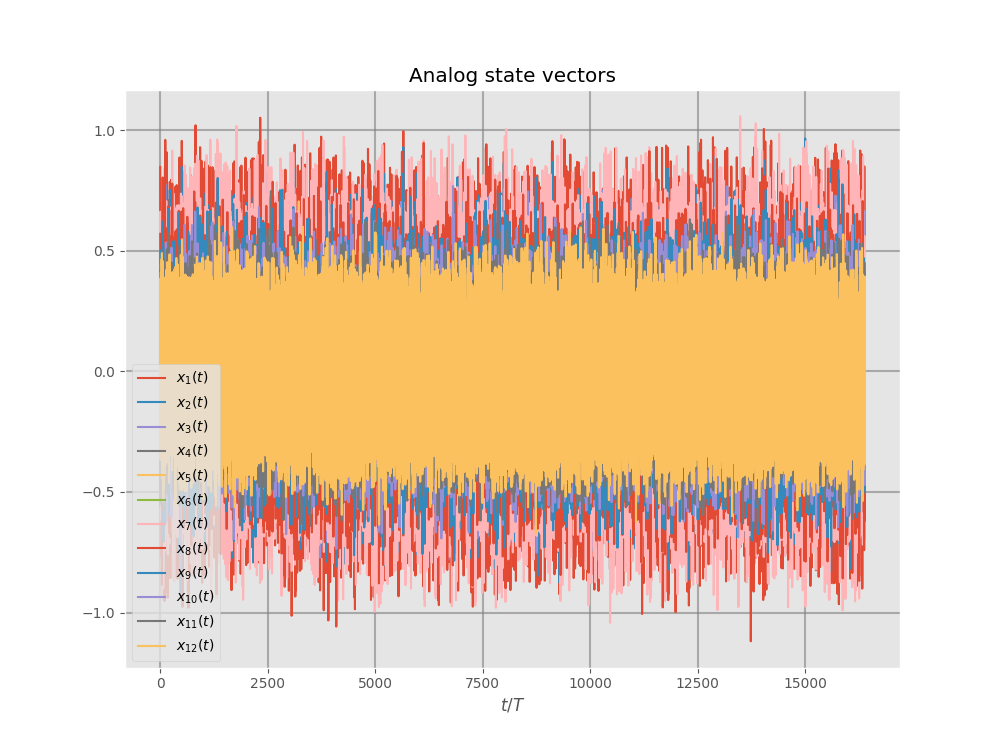 Analog state vectors
1.0
0.5
0.0
−0.5
−1.0
x₁(t)
x₂(t)
x₃(t)
x₄(t)
x₅(t)
x₆(t)
x₇(t)
x₈(t)
x₉(t)
x₁₀(t)
x₁₁(t)
x₁₂(t)
0 2500 5000 7500 10000 12500 15000
t/T